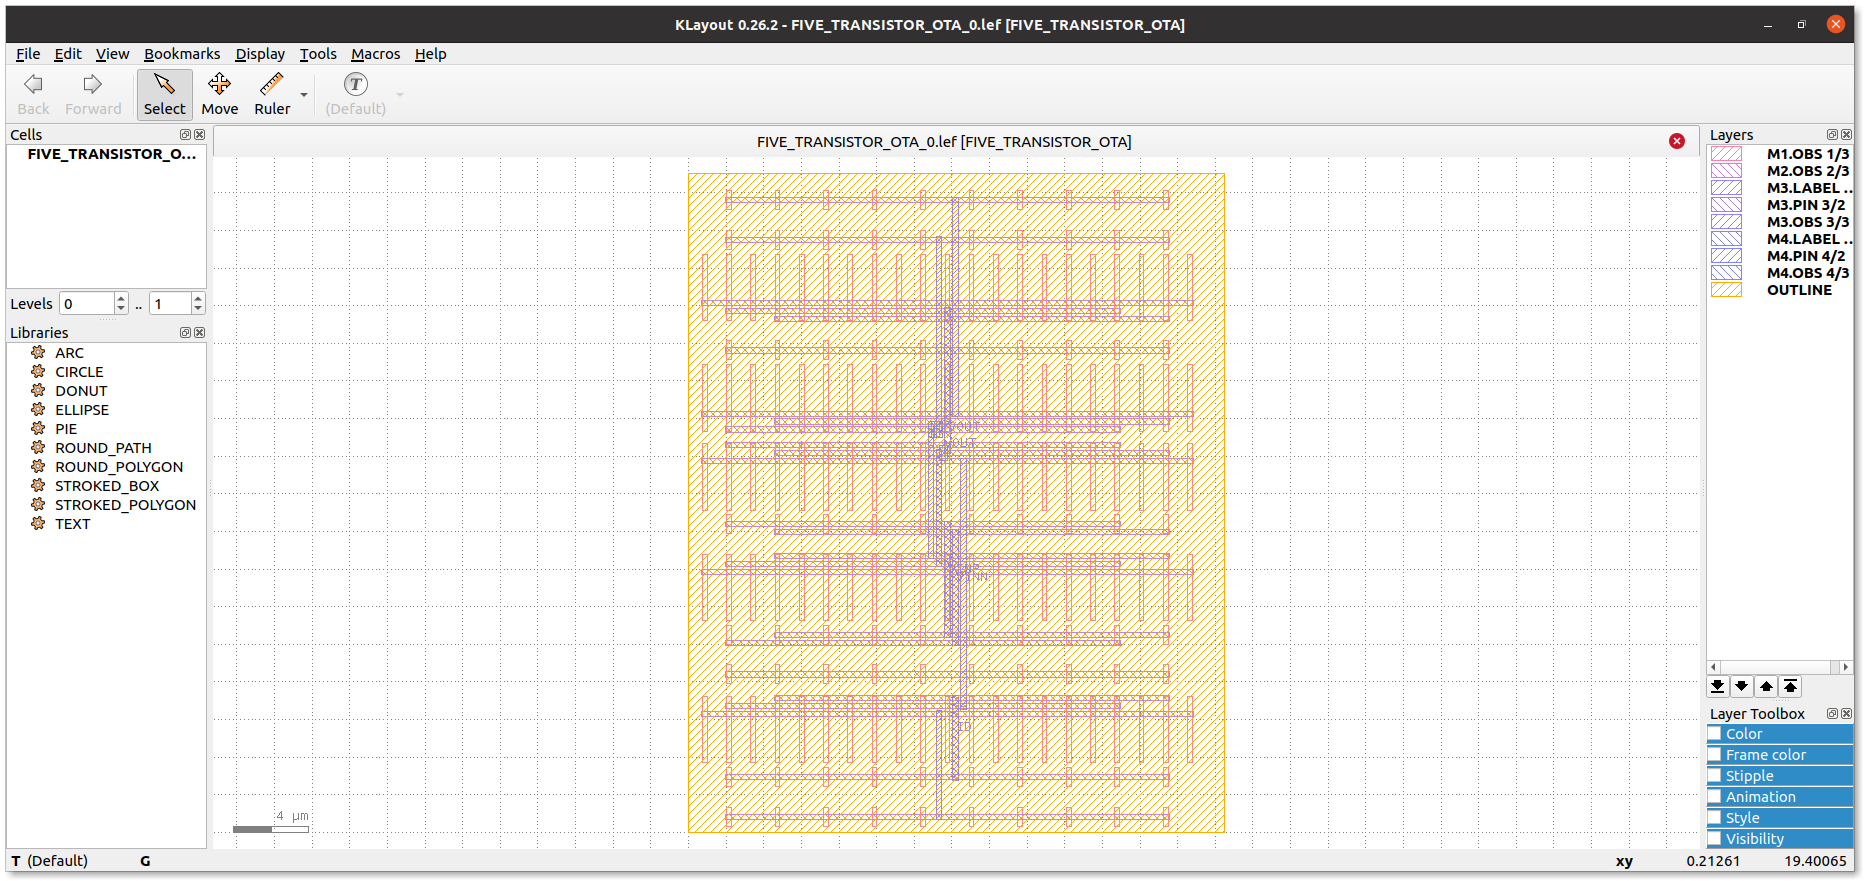 KLayout 0.26.2 - FIVE_TRANSISTOR_OTA_0.lef [FIVE_TRANSISTOR_OTA]
File Edit View Bookmarks Display Tools Macros Help
Back Forward Select Move Ruler (Default)
Cells
FIVE_TRANSISTOR_O...
Levels 0 .. 1
Libraries
ARC
CIRCLE
DONUT
ELLIPSE
PIE
ROUND_PATH
ROUND_POLYGON
STROKED_BOX
STROKED_POLYGON
TEXT
FIVE_TRANSISTOR_OTA_0.lef [FIVE_TRANSISTOR_OTA]
VOUT
ID
4 µm
Layers
M1.OBS 1/3
M2.OBS 2/3
M3.LABEL ..
M3.PIN 3/2
M3.OBS 3/3
M4.LABEL ..
M4.PIN 4/2
M4.OBS 4/3
OUTLINE
Layer Toolbox
Color
Frame color
Stipple
Animation
Style
Visibility
T (Default) G xy 0.21261 19.40065